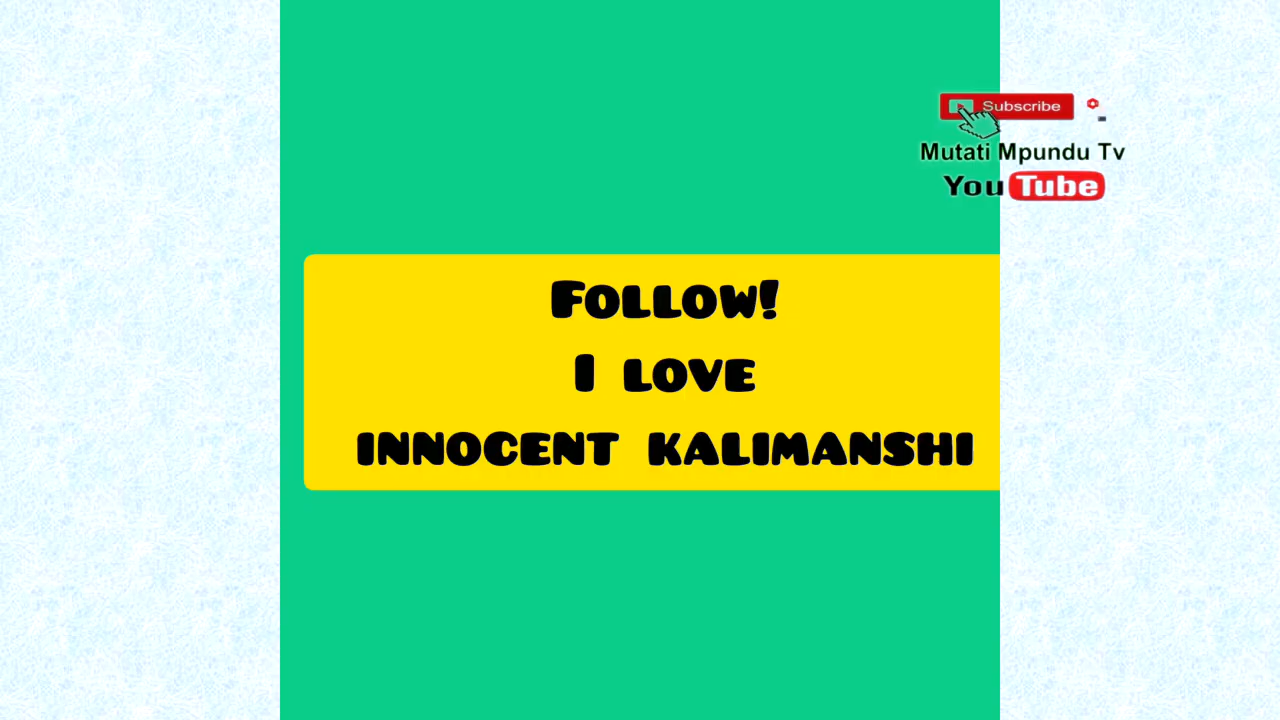 Subscribe
Mutati Mpundu Tv
YouTube
Follow!
I LOVE
INNOCENT KALIMANSHI